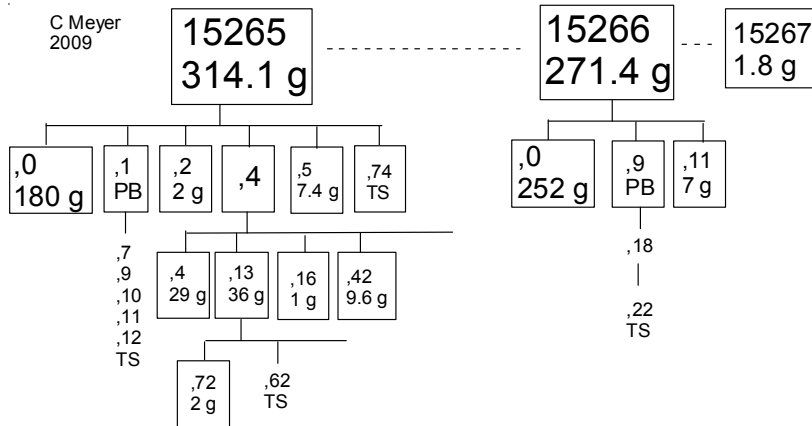 C Meyer
2009
15265
314.1 g
15266
271.4 g
15267
1.8 g
,0
180 g
,1
PB
,2
2 g
,4
,5
7.4 g
,74
TS
,0
252 g
,9
PB
,11
7 g
,7
,9
,10
,11
,12
TS
,4
29 g
,13
36 g
,16
1 g
,42
9.6 g
,18
,22
TS
,72
2 g
,62
TS